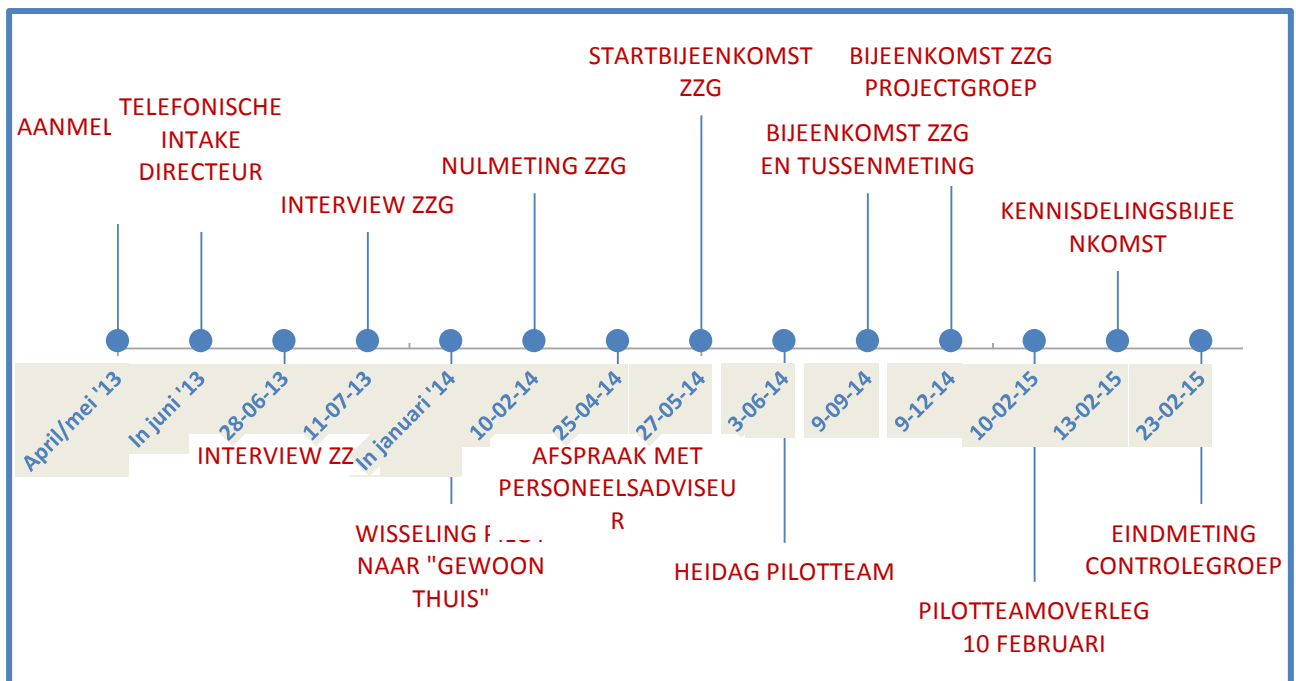 STARTBIJEENKOMST
ZZG
BIJEENKOMST ZZG
PROJECTGROEP
AANMEL
TELEFONISCHE
INTAKE
DIRECTEUR
BIJEENKOMST ZZG
EN TUSSENMETING
NULMETING ZZG
INTERVIEW ZZG
KENNISDELINGSBIJEE
NKOMST
April/mei '13
In juni '13
28-06-13
11-07-13
In januari '14
10-02-14
25-04-14
27-05-14
3-06-14
9-09-14
9-12-14
10-02-15
13-02-15
23-02-15
INTERVIEW ZZ
AFSPRAAK MET
PERSONEELSADVISEU
R
WISSELING
NAAR "GEWOON
THUIS"
HEIDAG PILOTTEAM
EINDMETING
CONTROLEGROEP
PILOTTEAMOVERLEG
10 FEBRUARI